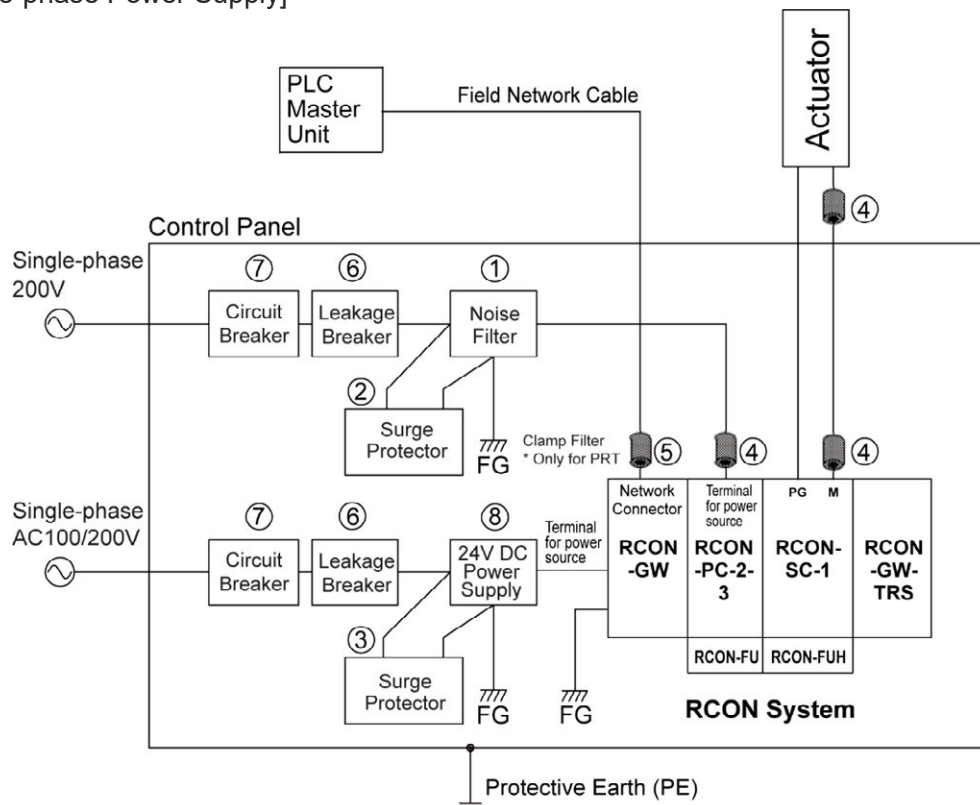 e-phase Power Supply]
PLC
Master
Unit
Field Network Cable
Actuator
④
Control Panel
Single-phase
200V
⑦
⑥
①
Circuit
Breaker
Leakage
Breaker
Noise
Filter
②
Surge
Protector
FG
Clamp Filter
* Only for PRT
⑤
④
④
Single-phase
AC100/200V
⑦
⑥
⑧
Circuit
Breaker
Leakage
Breaker
24V DC
Power
Supply
Terminal
for power
source
③
Surge
Protector
FG
FG
Network
Connector
RCON
-GW
Terminal
for power
source
RCON
-PC-2-
3
PG M
RCON-
SC-1
RCON
-GW-
TRS
RCON-FU
RCON-FUH
RCON System
Protective Earth (PE)